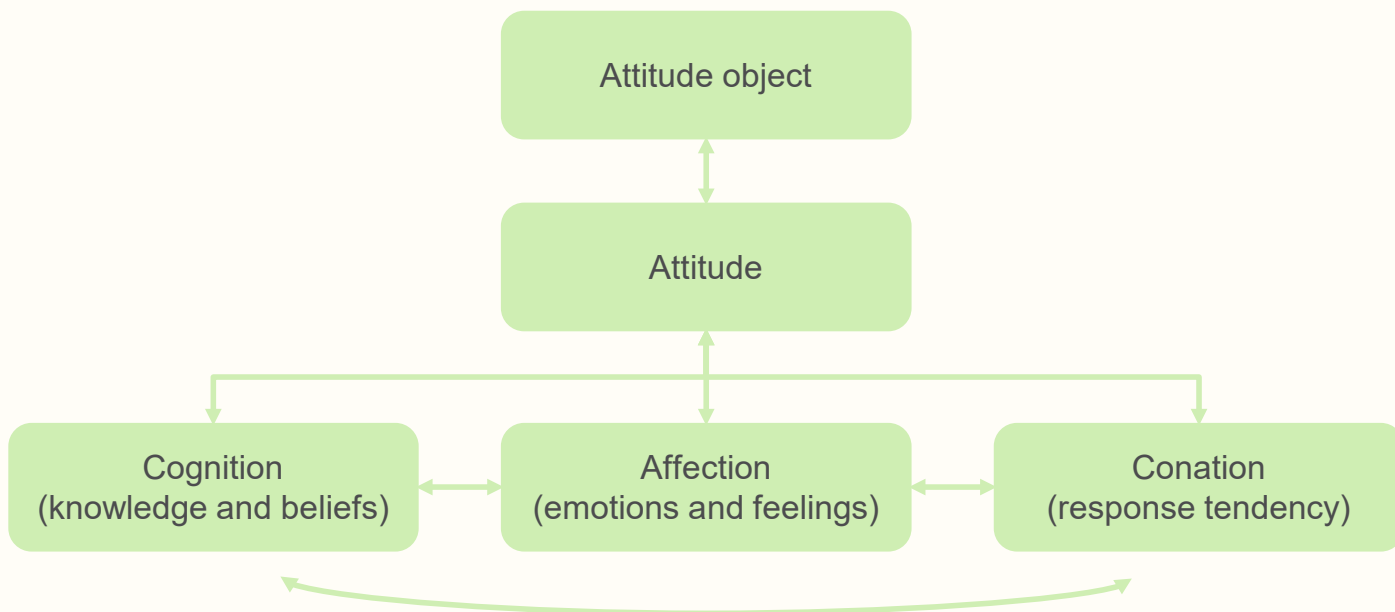 Attitude object
Attitude
Cognition
(knowledge and beliefs)
Affection
(emotions and feelings)
Conation
(response tendency)